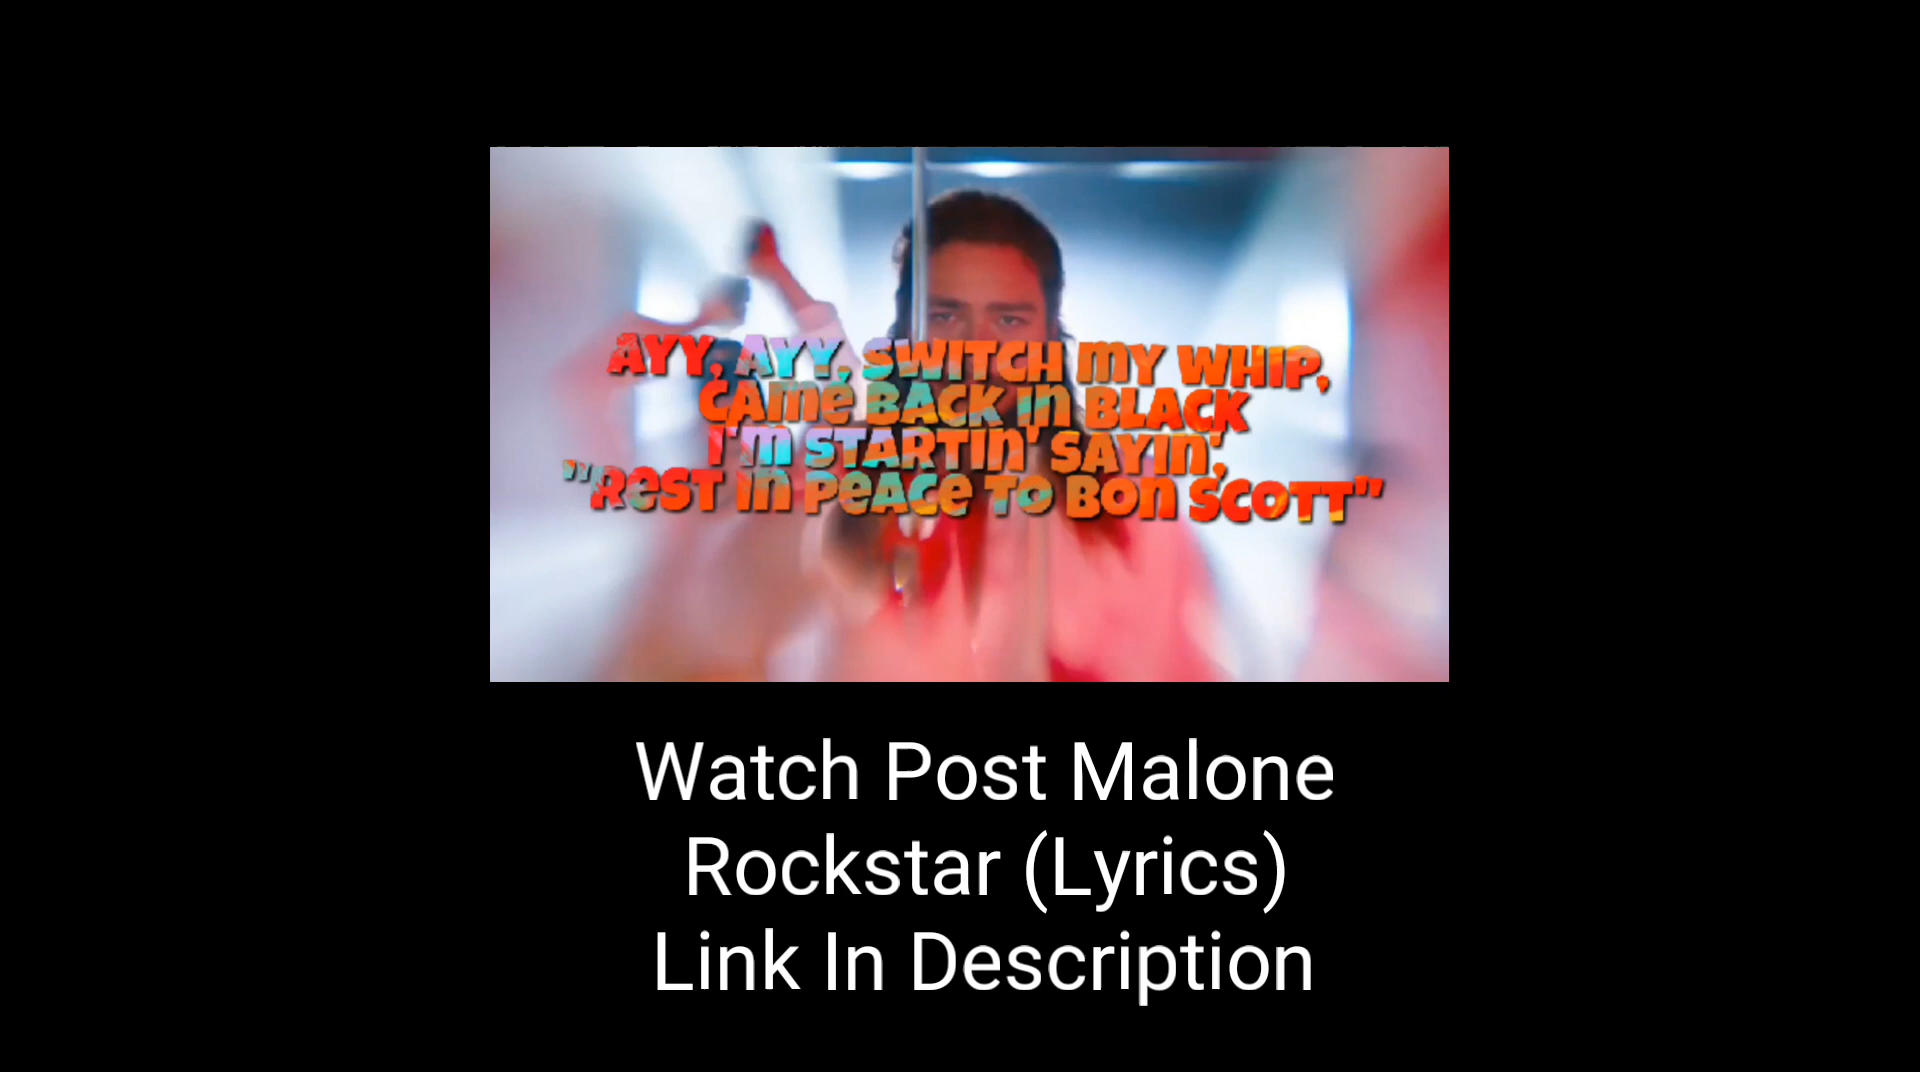 AYY, AYY, SWITCH MY WHIP,
CAME BACK IN BLACK
I'M STARTIN' SAYIN',
"REST IN PEACE TO BON SCOTT"
Watch Post Malone
Rockstar (Lyrics)
Link In Description